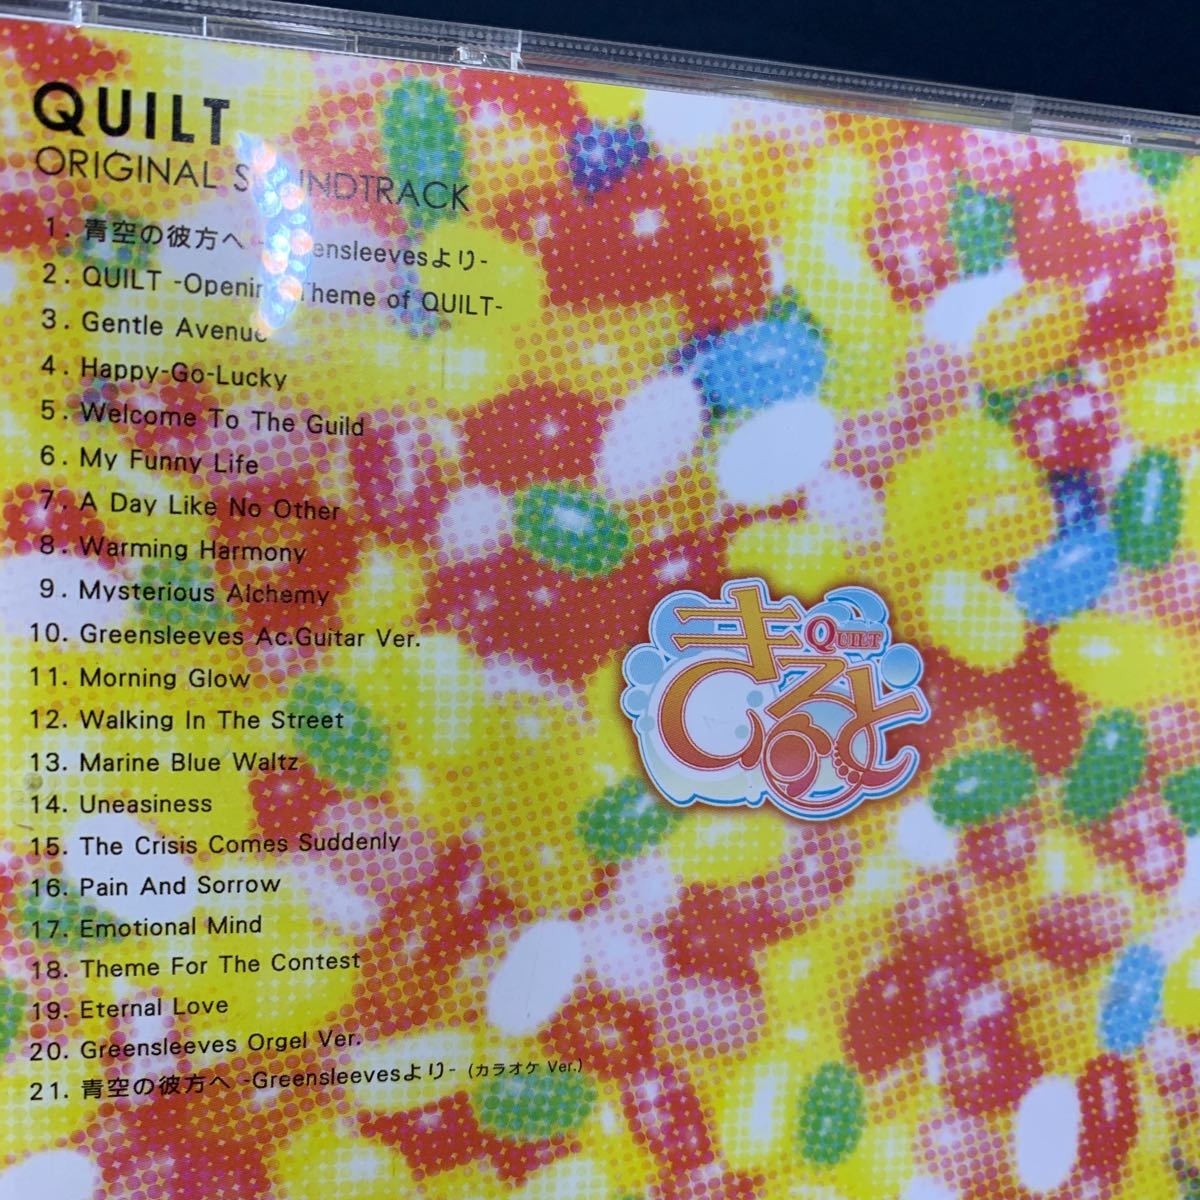 QUILT
ORIGINAL SOUNDTRACK
1. 青空の彼方へ -Greensleevesより-
2. QUILT -Opening Theme of QUILT-
3. Gentle Avenue
4. Happy-Go-Lucky
5. Welcome To The Guild
6. My Funny Life
7. A Day Like No Other
8. Warming Harmony
9. Mysterious Alchemy
10. Greensleeves Ac.Guitar Ver.
11. Morning Glow
12. Walking In The Street
13. Marine Blue Waltz
14. Uneasiness
15. The Crisis Comes Suddenly
16. Pain And Sorrow
17. Emotional Mind
18. Theme For The Contest
19. Eternal Love
20. Greensleeves Orgel Ver.
21. 青空の彼方へ -Greensleevesより- (カラオケ Ver.)
QUILT
きると